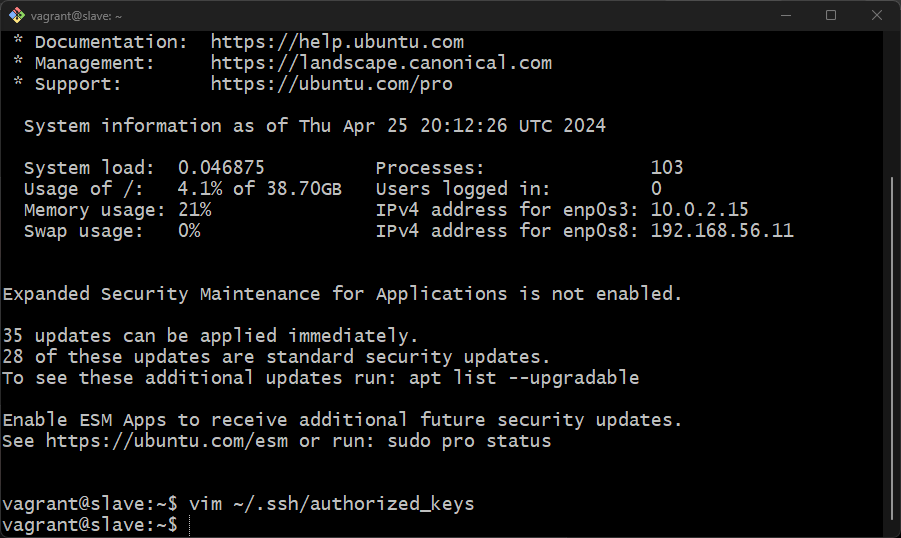 vagrant@slave: ~
* Documentation:  https://help.ubuntu.com
* Management:     https://landscape.canonical.com
* Support:        https://ubuntu.com/pro
System information as of Thu Apr 25 20:12:26 UTC 2024
System load:  0.046875          Processes:               103
Usage of /:   4.1% of 38.70GB   Users logged in:         0
Memory usage: 21%               IPv4 address for enp0s3: 10.0.2.15
Swap usage:   0%                IPv4 address for enp0s8: 192.168.56.11
Expanded Security Maintenance for Applications is not enabled.
35 updates can be applied immediately.
28 of these updates are standard security updates.
To see these additional updates run: apt list --upgradable
Enable ESM Apps to receive additional future security updates.
See https://ubuntu.com/esm or run: sudo pro status
vagrant@slave:~$ vim ~/.ssh/authorized_keys
vagrant@slave:~$